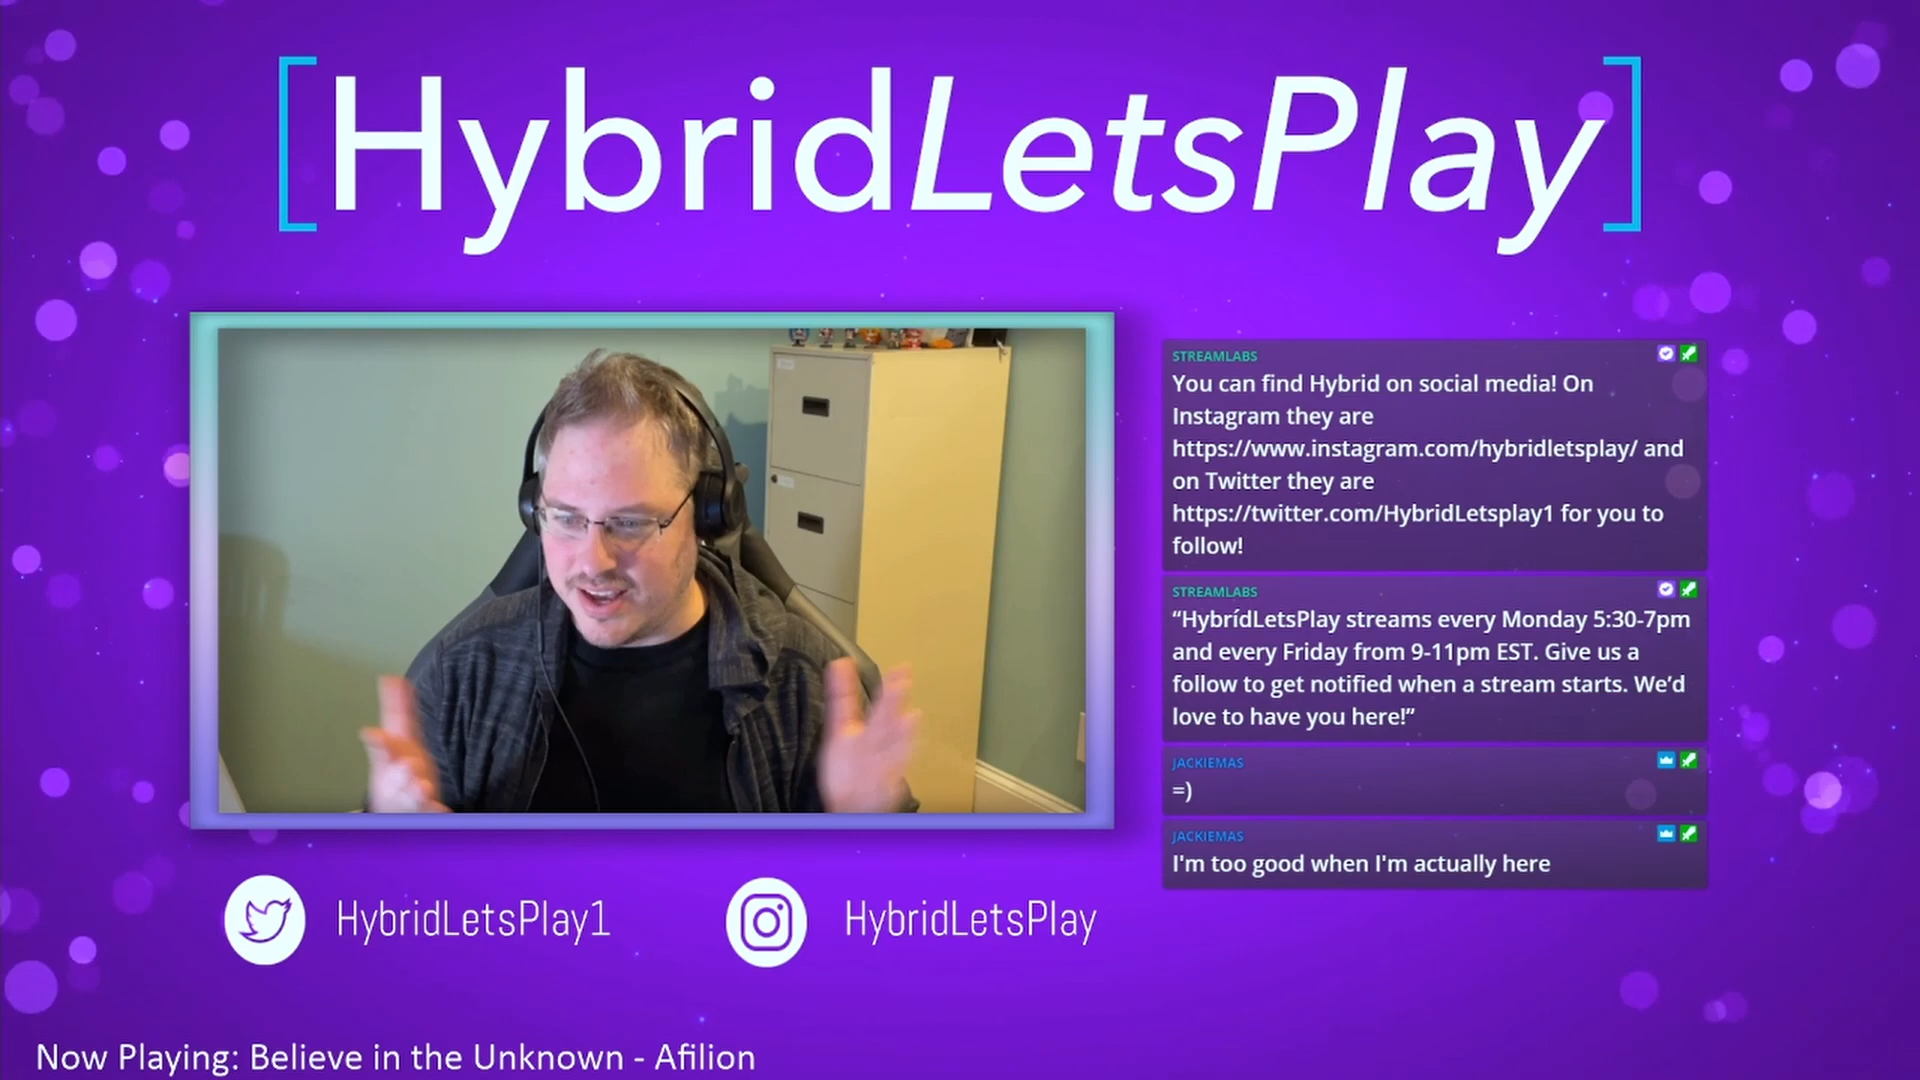 [HybridLetsPlay]
STREAMLABS
You can find Hybrid on social media! On
Instagram they are
https://www.instagram.com/hybridletsplay/ and
on Twitter they are
https://twitter.com/HybridLetsplay1 for you to
follow!
STREAMLABS
“HybrídLetsPlay streams every Monday 5:30-7pm
and every Friday from 9-11pm EST. Give us a
follow to get notified when a stream starts. We’d
love to have you here!”
JACKIEMAS
=)
JACKIEMAS
I'm too good when I'm actually here
HybridLetsPlay1
HybridLetsPlay
Now Playing: Believe in the Unknown - Afilion